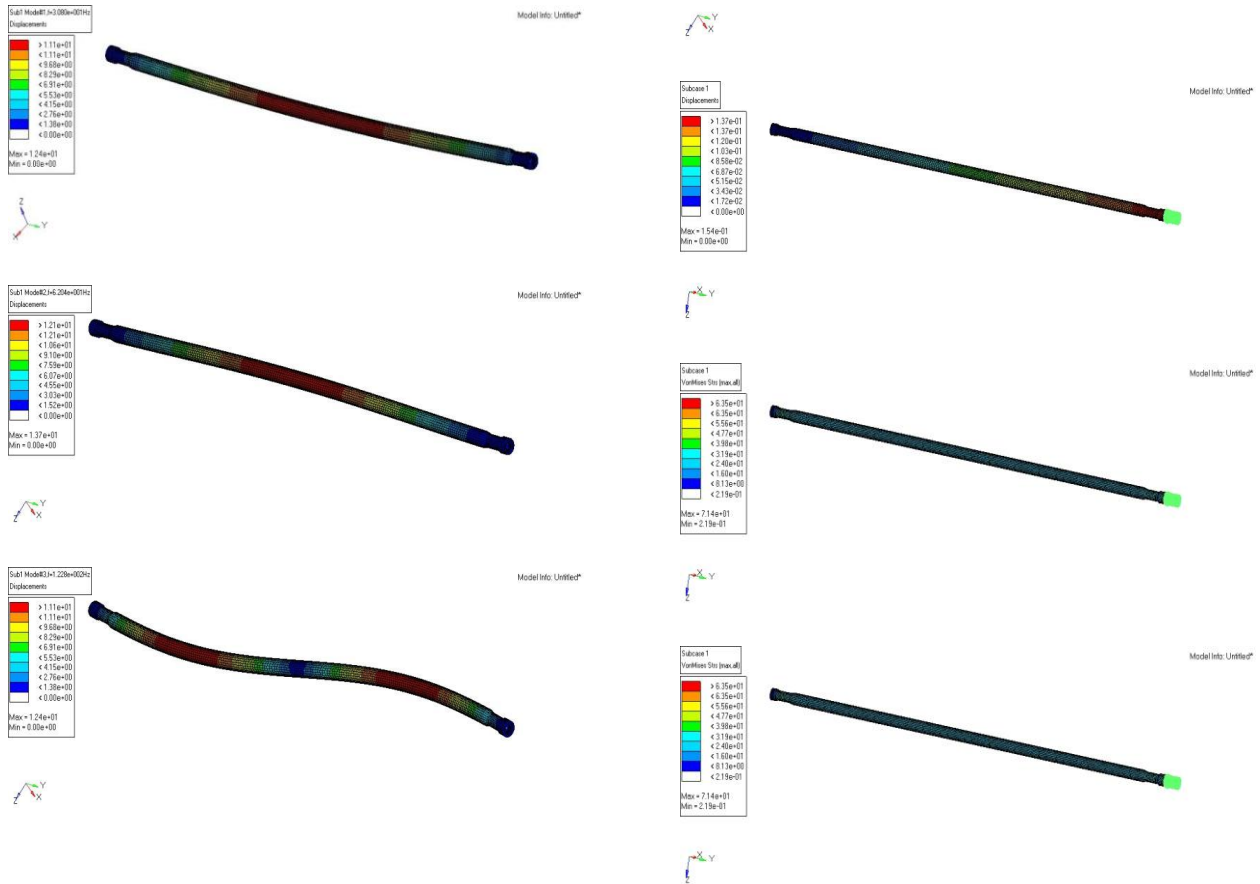 Sub1 Mode#1,f=3.080e+001Hz
Displacements
> 1.11e+01
< 1.11e+01
< 9.68e+00
< 8.29e+00
< 6.91e+00
< 5.53e+00
< 4.15e+00
< 2.76e+00
< 1.38e+00
< 0.00e+00
Max = 1.24e+01
Min = 0.00e+00
Model Info: Untitled*
Z
Y
X
Sub1 Mode#2,f=6.204e+001Hz
Displacements
> 1.21e+01
< 1.21e+01
< 1.06e+01
< 9.10e+00
< 7.59e+00
< 6.07e+00
< 4.55e+00
< 3.03e+00
< 1.52e+00
< 0.00e+00
Max = 1.37e+01
Min = 0.00e+00
Model Info: Untitled*
Y
Z
X
Sub1 Mode#3,f=1.228e+002Hz
Displacements
> 1.11e+01
< 1.11e+01
< 9.68e+00
< 8.29e+00
< 6.91e+00
< 5.53e+00
< 4.15e+00
< 2.76e+00
< 1.38e+00
< 0.00e+00
Max = 1.24e+01
Min = 0.00e+00
Model Info: Untitled*
Y
Z
X
Y
Z
X
Subcase 1
Displacements
> 1.37e-01
< 1.37e-01
< 1.20e-01
< 1.03e-01
< 8.58e-02
< 6.87e-02
< 5.15e-02
< 3.43e-02
< 1.72e-02
< 0.00e+00
Max = 1.54e-01
Min = 0.00e+00
Model Info: Untitled*
X
Y
Z
Subcase 1
VonMises Strs (max,all)
> 6.35e+01
< 6.35e+01
< 5.56e+01
< 4.77e+01
< 3.98e+01
< 3.19e+01
< 2.40e+01
< 1.60e+01
< 8.13e+00
< 2.19e-01
Max = 7.14e+01
Min = 2.19e-01
Model Info: Untitled*
X
Y
Z
Subcase 1
VonMises Strs (max,all)
> 6.35e+01
< 6.35e+01
< 5.56e+01
< 4.77e+01
< 3.98e+01
< 3.19e+01
< 2.40e+01
< 1.60e+01
< 8.13e+00
< 2.19e-01
Max = 7.14e+01
Min = 2.19e-01
Model Info: Untitled*
X
Y
Z